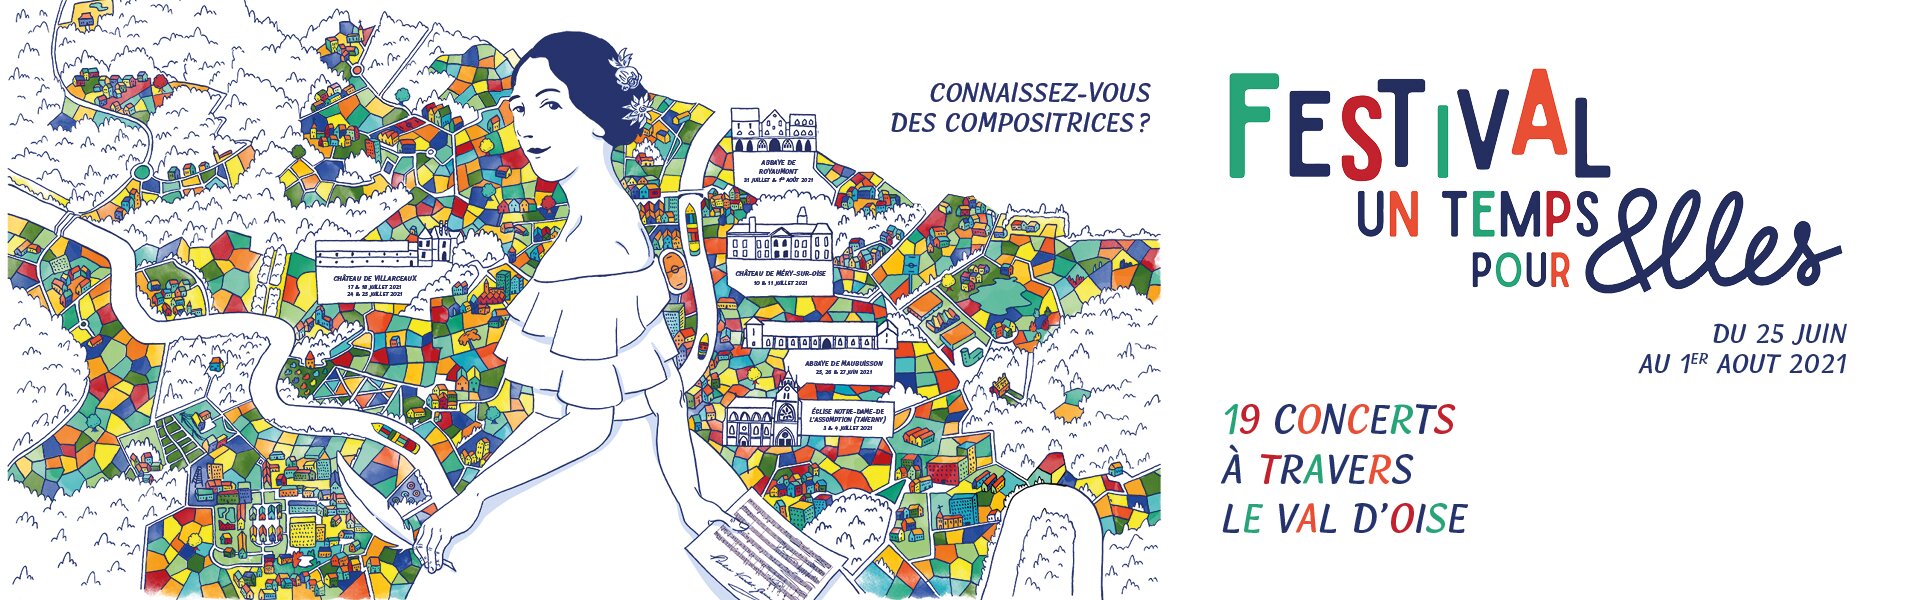 CONNAISSEZ-VOUS
DES COMPOSITRICES ?
ABBAYE DE
ROYAUMONT
31 JUILLET & 1ER AOÛT 2021
CHÂTEAU DE VILLARCEAUX
17 & 18 JUILLET 2021
24 & 25 JUILLET 2021
CHÂTEAU DE MÉRY-SUR-OISE
10 & 11 JUILLET 2021
ABBAYE DE MAUBUISSON
25, 26 & 27 JUIN 2021
ÉGLISE NOTRE-DAME-DE
L'ASSOMPTION (TAVERNY)
3 & 4 JUILLET 2021
FESTIVAL
UN TEMPS
POUR &lles
DU 25 JUIN
AU 1ER AOUT 2021
19 CONCERTS
À TRAVERS
LE VAL D'OISE